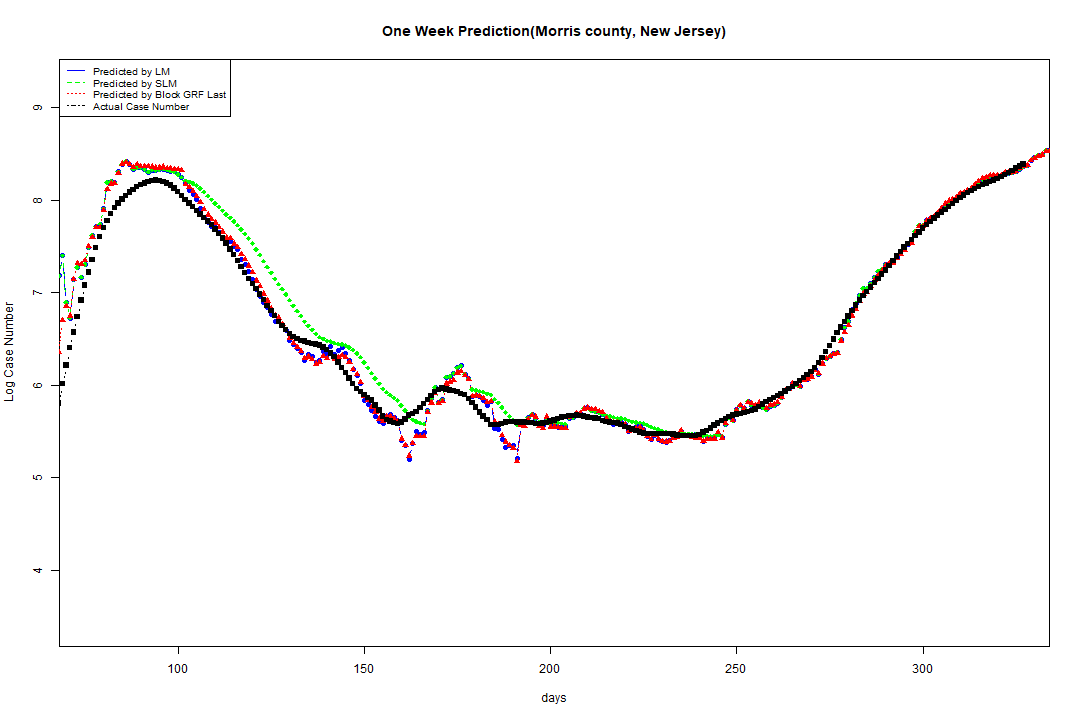 One Week Prediction(Morris county, New Jersey)
Predicted by LM
Predicted by SLM
Predicted by Block GRF Last
Actual Case Number
9
8
7
6
5
4
Log Case Number
100 150 200 250 300
days